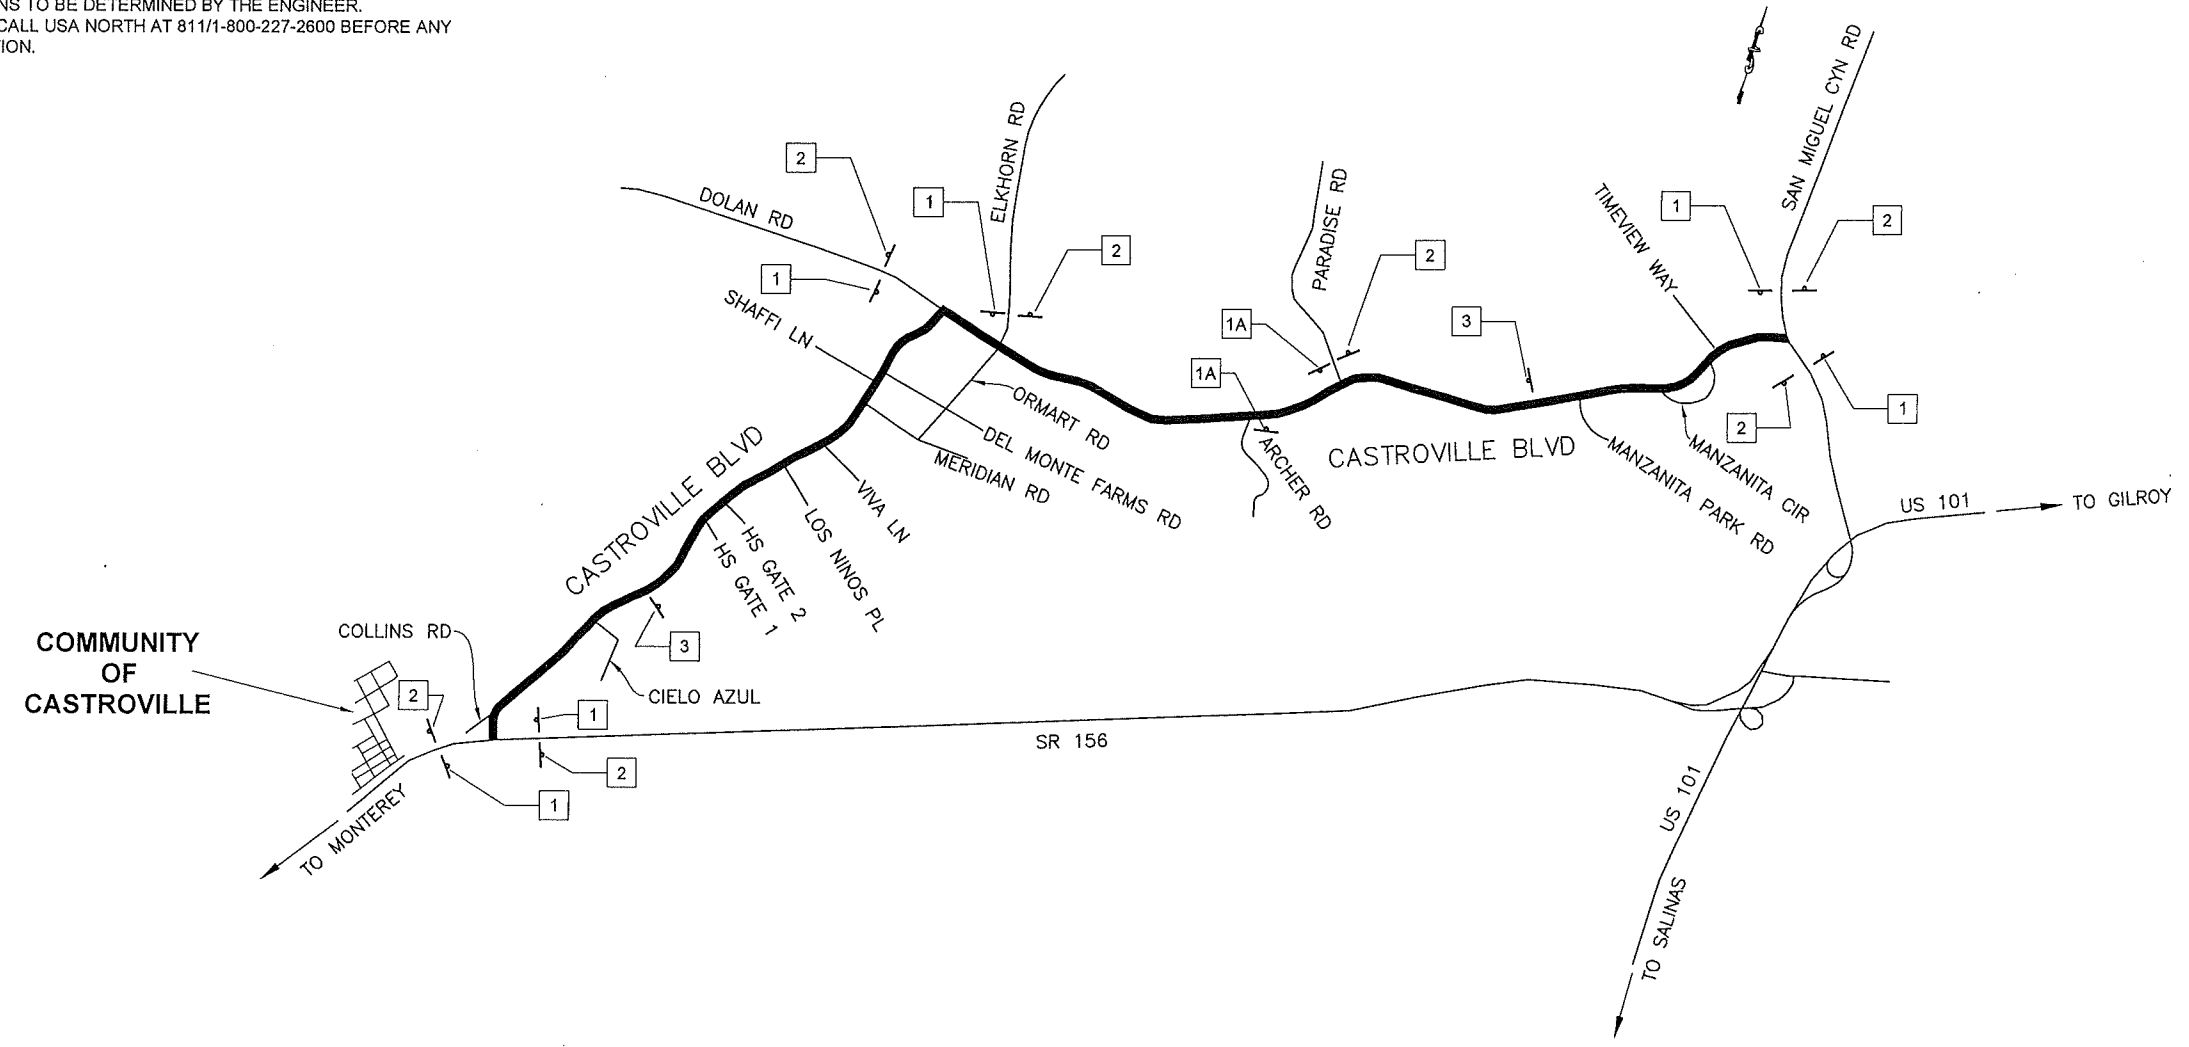 NS TO BE DETERMINED BY THE ENGINEER.
CALL USA NORTH AT 811/1-800-227-2600 BEFORE ANY
ION.
SAN MIGUEL CYN RD
ELKHORN RD
2
1
DOLAN RD
2
PARADISE RD
2
TIMEVIEW WAY
1
2
1
SHAFFI LN
1A
3
1A
ORMART RD
DEL MONTE FARMS RD
MERIDIAN RD
ARCHER RD
CASTROVILLE BLVD
MANZANITA PARK RD
MANZANITA CIR
2
1
US 101
TO GILROY
CASTROVILLE BLVD
VIVA LN
LOS NINOS PL
HS GATE 2
HS GATE 1
3
COLLINS RD
COMMUNITY
OF
CASTROVILLE
2
CIELO AZUL
1
SR 156
2
1
TO MONTEREY
US 101
TO SALINAS